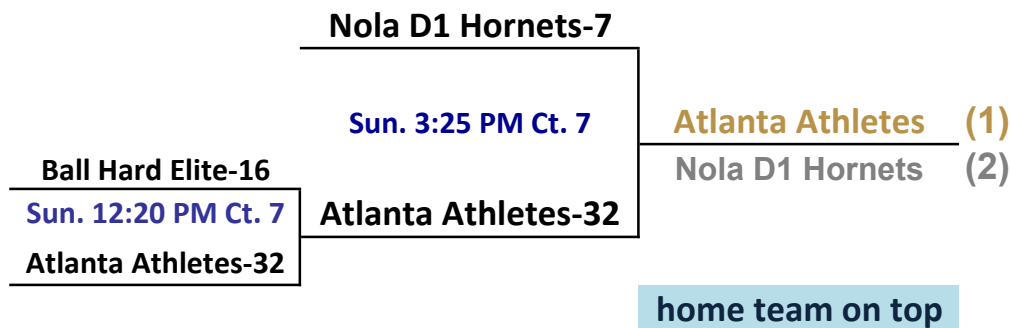 Nola D1 Hornets-7
Sun. 3:25 PM Ct. 7
Atlanta Athletes (1)
Nola D1 Hornets (2)
Ball Hard Elite-16
Sun. 12:20 PM Ct. 7
Atlanta Athletes-32
Atlanta Athletes-32
home team on top